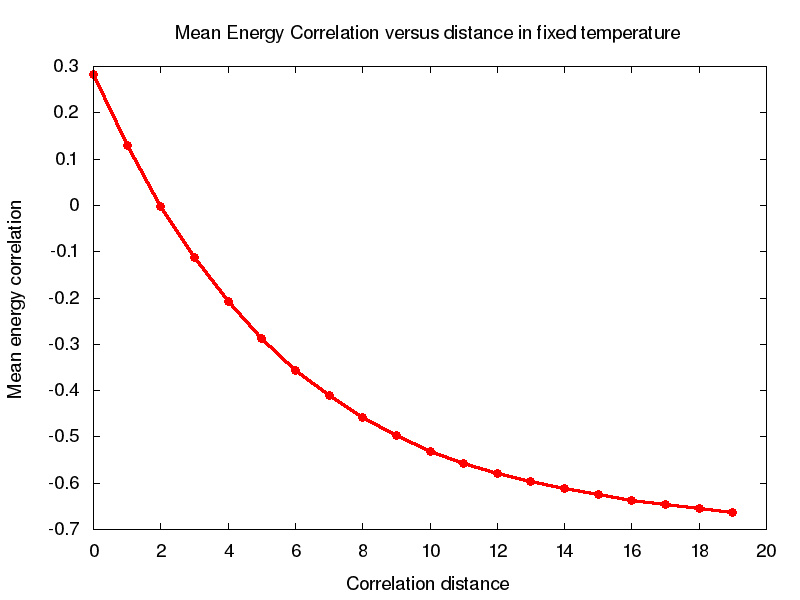 Mean Energy Correlation versus distance in fixed temperature
0.3
0.2
0.1
0
-0.1
-0.2
-0.3
-0.4
-0.5
-0.6
-0.7
Mean energy correlation
0 2 4 6 8 10 12 14 16 18 20
Correlation distance